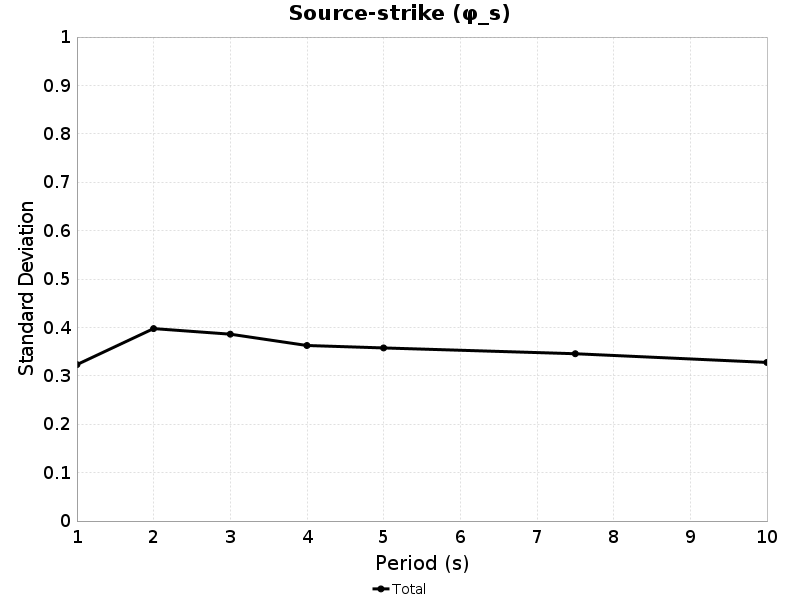 Source-strike (φ_s)
Standard Deviation
1
0.9
0.8
0.7
0.6
0.5
0.4
0.3
0.2
0.1
0
1 2 3 4 5 6 7 8 9 10
Period (s)
Total